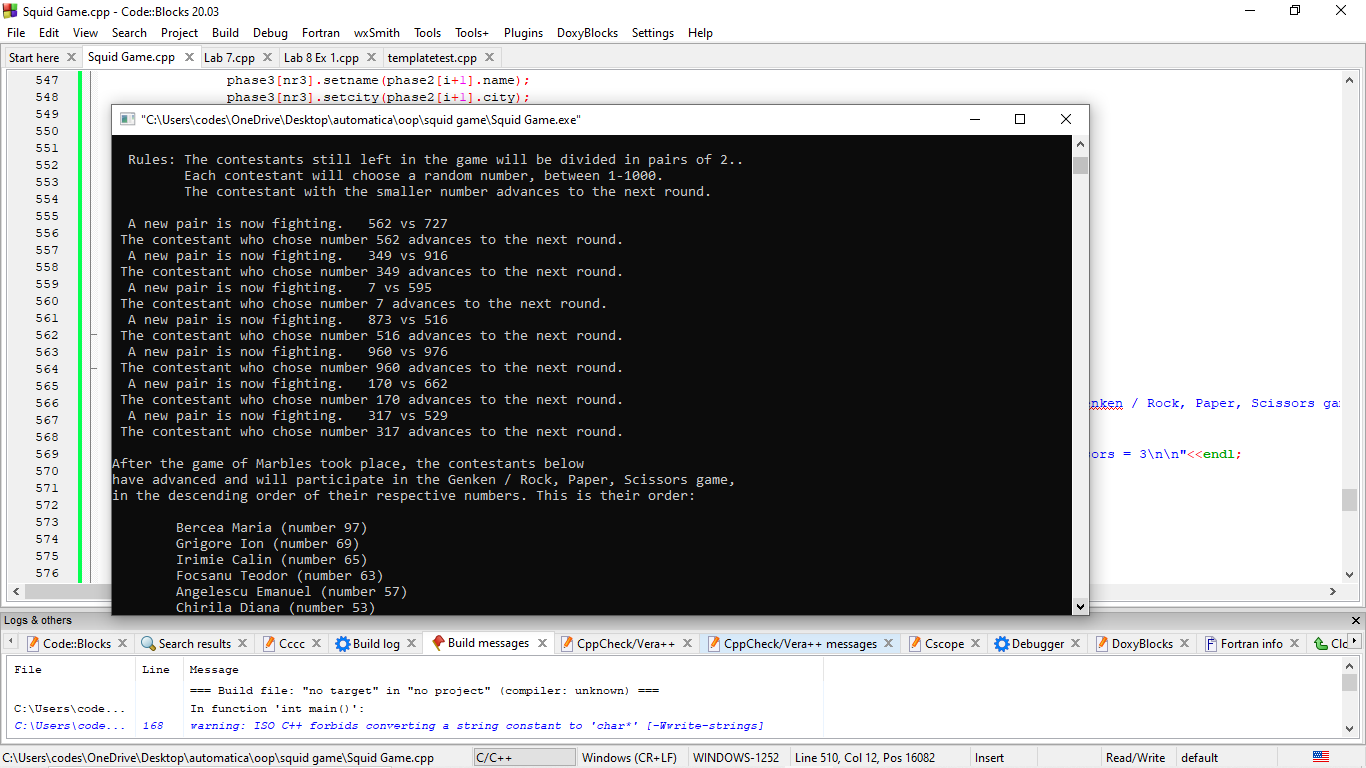 Squid Game.cpp - Code::Blocks 20.03
File Edit View Search Project Build Debug Fortran wxSmith Tools Tools+ Plugins DoxyBlocks Settings Help
Start here Squid Game.cpp Lab 7.cpp Lab 8 Ex 1.cpp templatetest.cpp
547 phase3[nr3].setname(phase2[i+1].name);
548 phase3[nr3].setcity(phase2[i+1].city);
549
550
551
552
553
554
555
556
557
558
559
560
561
562
563
564
565
566 nken / Rock, Paper, Scissors ga
567
568
569 ors = 3\n\n"<<endl;
570
571
572
573
574
575
576
"C:\Users\codes\OneDrive\Desktop\automatica\oop\squid game\Squid Game.exe"
Rules: The contestants still left in the game will be divided in pairs of 2..
Each contestant will choose a random number, between 1-1000.
The contestant with the smaller number advances to the next round.
A new pair is now fighting. 562 vs 727
The contestant who chose number 562 advances to the next round.
A new pair is now fighting. 349 vs 916
The contestant who chose number 349 advances to the next round.
A new pair is now fighting. 7 vs 595
The contestant who chose number 7 advances to the next round.
A new pair is now fighting. 873 vs 516
The contestant who chose number 516 advances to the next round.
A new pair is now fighting. 960 vs 976
The contestant who chose number 960 advances to the next round.
A new pair is now fighting. 170 vs 662
The contestant who chose number 170 advances to the next round.
A new pair is now fighting. 317 vs 529
The contestant who chose number 317 advances to the next round.
After the game of Marbles took place, the contestants below
have advanced and will participate in the Genken / Rock, Paper, Scissors game,
in the descending order of their respective numbers. This is their order:
Bercea Maria (number 97)
Grigore Ion (number 69)
Irimie Calin (number 65)
Focsanu Teodor (number 63)
Angelescu Emanuel (number 57)
Chirila Diana (number 53)
Logs & others
Code::Blocks Search results Cccc Build log Build messages CppCheck/Vera++ CppCheck/Vera++ messages Cscope Debugger DoxyBlocks Fortran info Clo
File Line Message
=== Build file: "no target" in "no project" (compiler: unknown) ===
C:\Users\code... In function 'int main()':
C:\Users\code... 168 warning: ISO C++ forbids converting a string constant to 'char*' [-Wwrite-strings]
C:\Users\codes\OneDrive\Desktop\automatica\oop\squid game\Squid Game.cpp C/C++ Windows (CR+LF) WINDOWS-1252 Line 510, Col 12, Pos 16082 Insert Read/Write default